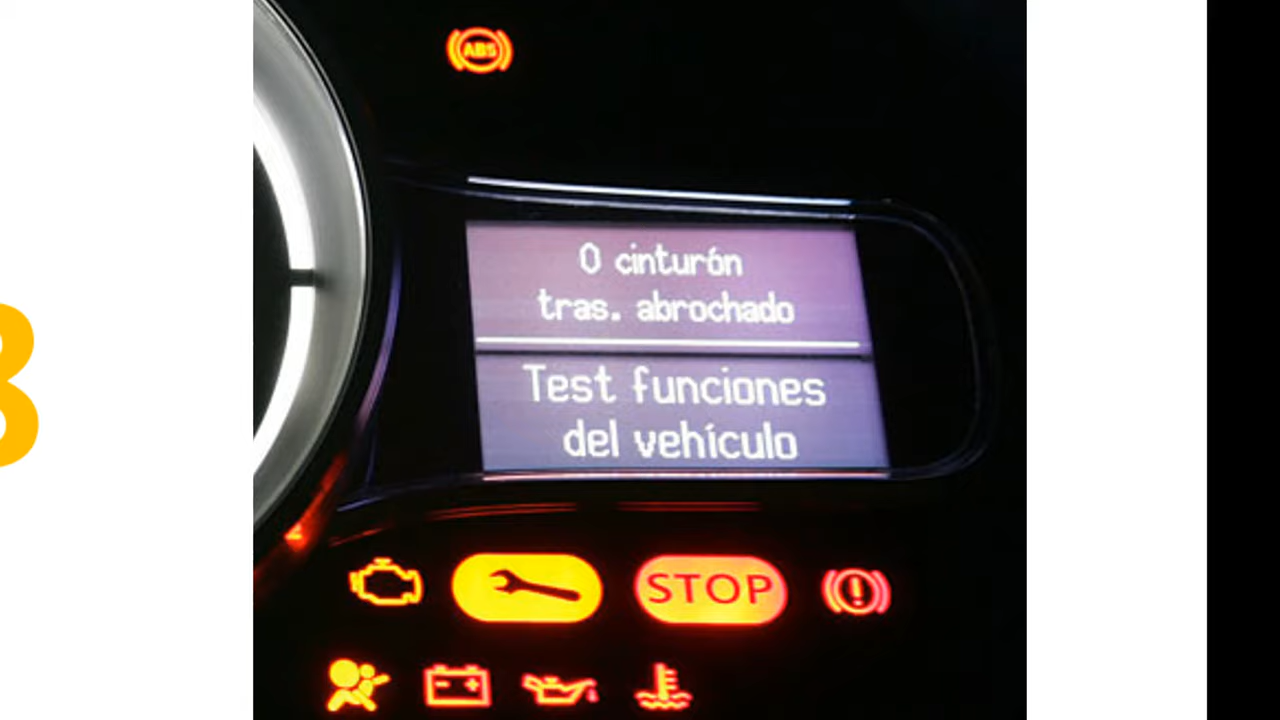 ABS
0 cinturón
tras. abrochado
Test funciones
del vehículo
STOP